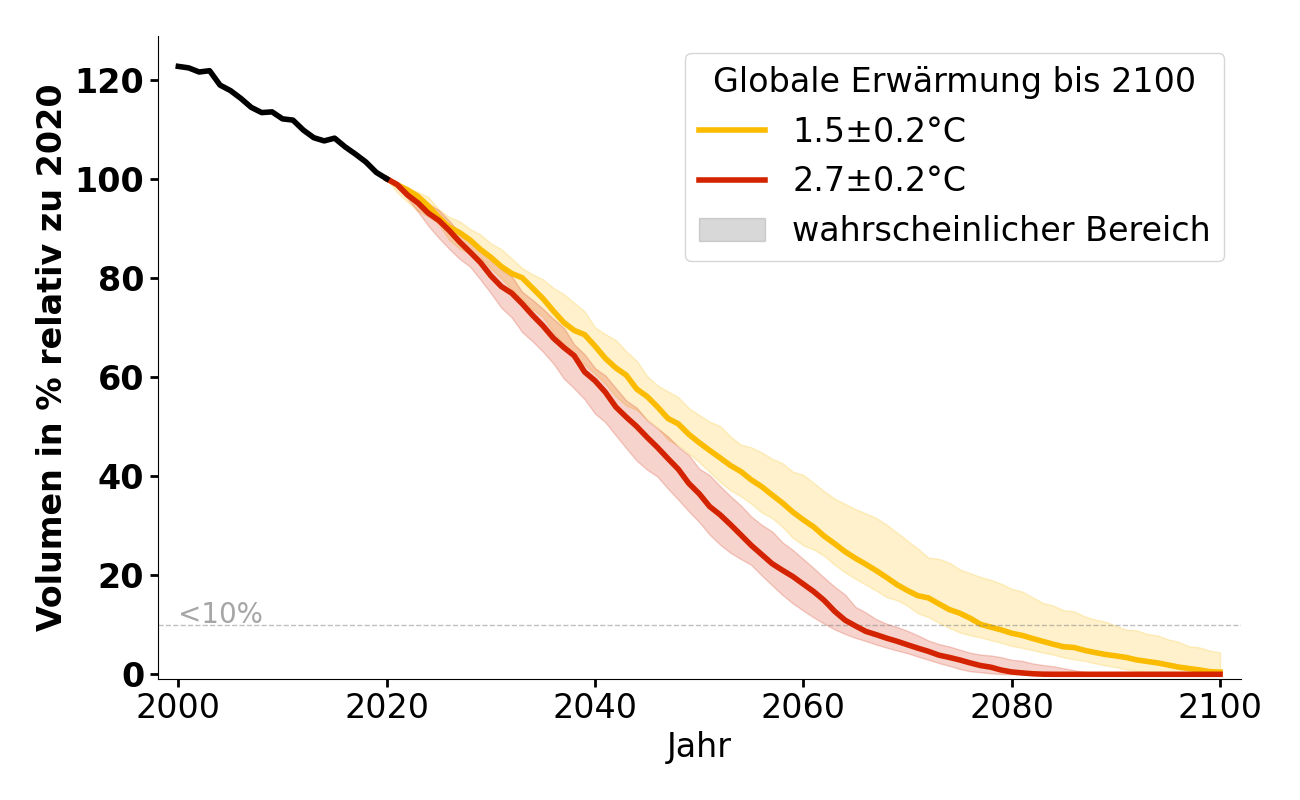 Volumen in % relativ zu 2020
120
100
80
60
40
20
0
<10%
Globale Erwärmung bis 2100
1.5±0.2°C
2.7±0.2°C
wahrscheinlicher Bereich
2000 2020 2040 2060 2080 2100
Jahr